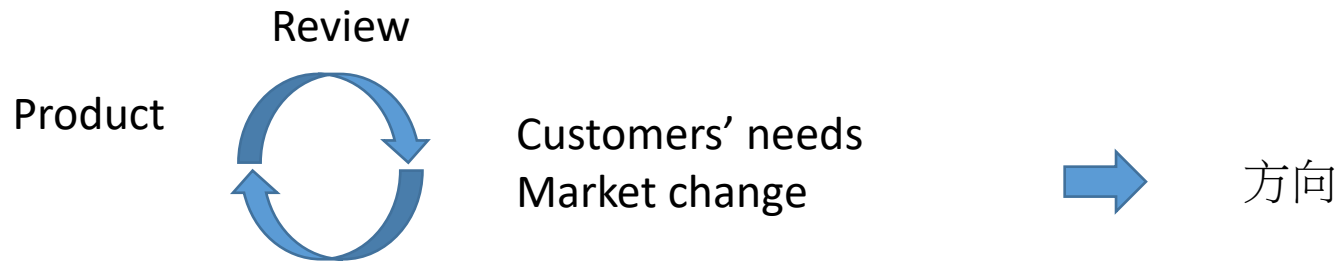 Review
Product
Customers’ needs
Market change
方向